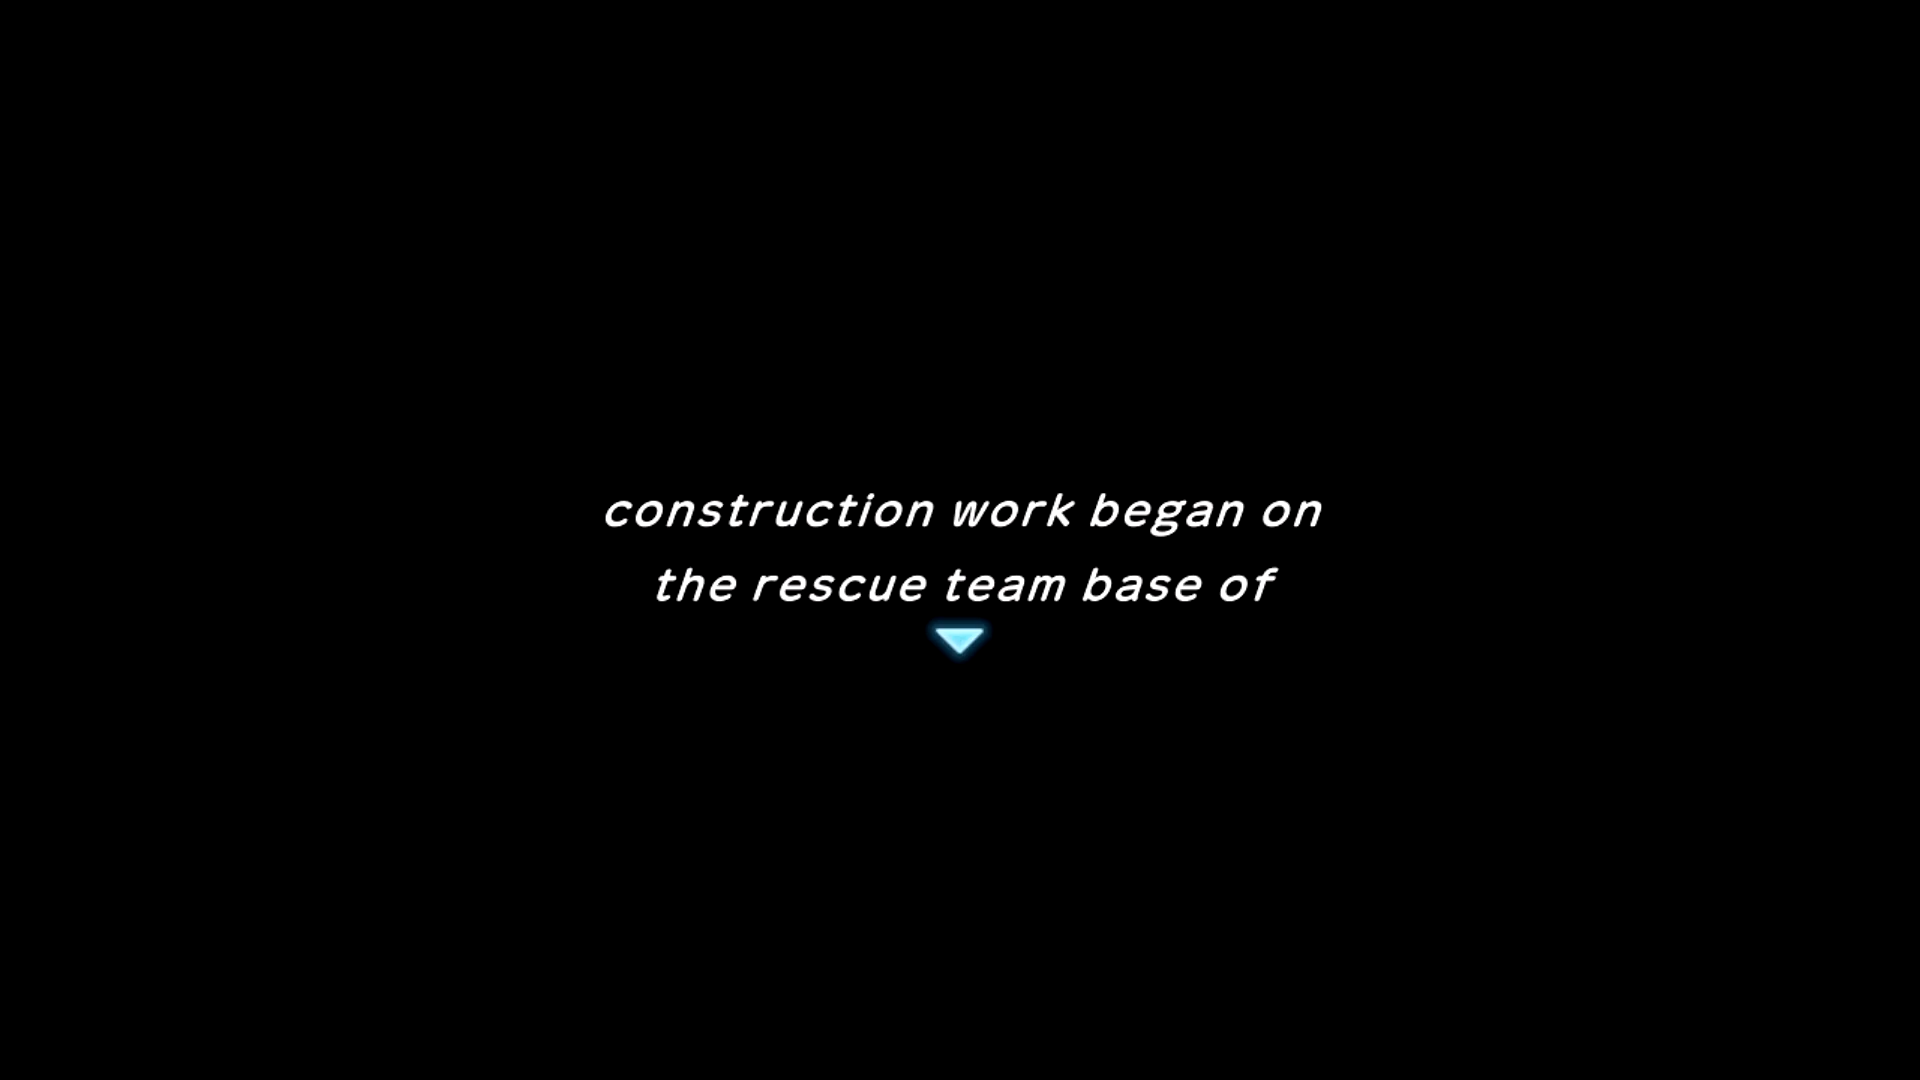 construction work began on
the rescue team base of